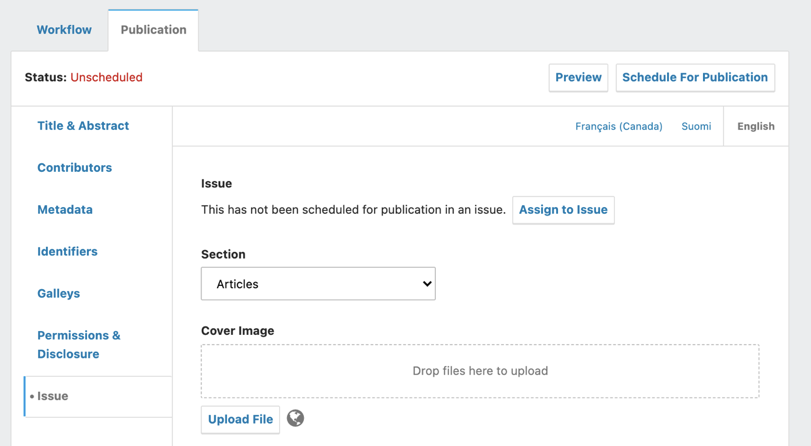 Workflow
Publication
Status: Unscheduled
Preview
Schedule For Publication
Title & Abstract
Français (Canada)
Suomi
English
Contributors
Metadata
Identifiers
Galleys
Permissions &
Disclosure
• Issue
Issue
This has not been scheduled for publication in an issue.
Assign to Issue
Section
Articles
Cover Image
Drop files here to upload
Upload File